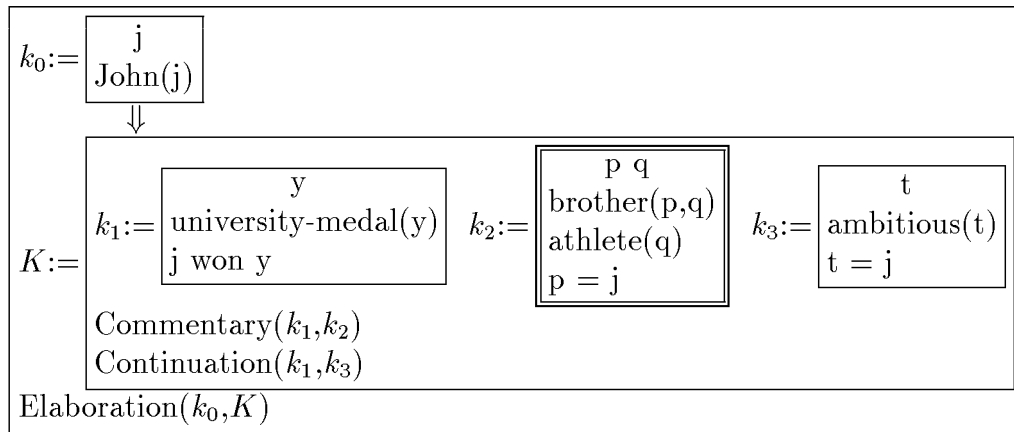 j
k₀:= John(j)
⇓
y
k₁:= university-medal(y)
j won y
p q
k₂:= brother(p,q)
athlete(q)
p = j
t
k₃:= ambitious(t)
t = j
K:=
Commentary(k₁,k₂)
Continuation(k₁,k₃)
Elaboration(k₀,K)